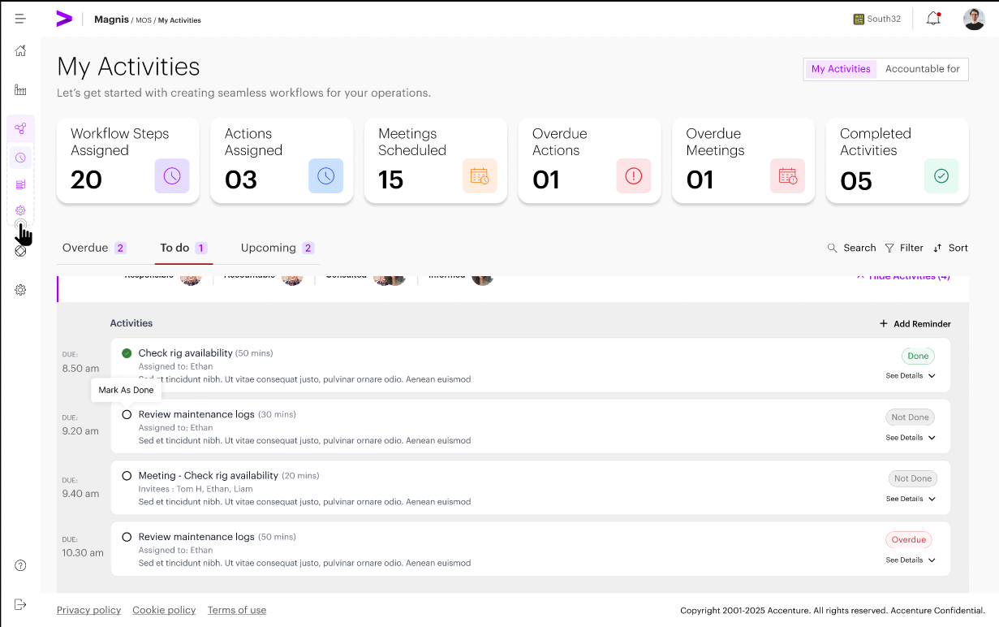 Magnis / MOS / My Activities
South32
My Activities
Let's get started with creating seamless workflows for your operations.
My Activities
Accountable for
Workflow Steps
Assigned
20
Actions
Assigned
03
Meetings
Scheduled
15
Overdue
Actions
01
Overdue
Meetings
01
Completed
Activities
05
Overdue 2
To do 1
Upcoming 2
Search
Filter
Sort
Responsible
Accountable
Consulted
Informed
Hide Activities (4)
Activities
Add Reminder
DUE:
8.50 am
Check rig availability (50 mins)
Assigned to: Ethan
Sed et tincidunt nibh. Ut vitae consequat justo, pulvinar ornare odio. Aenean euismod
Done
See Details
Mark As Done
DUE:
9.20 am
Review maintenance logs (30 mins)
Assigned to: Ethan
Sed et tincidunt nibh. Ut vitae consequat justo, pulvinar ornare odio. Aenean euismod
Not Done
See Details
DUE:
9.40 am
Meeting - Check rig availability (20 mins)
Invitees : Tom H, Ethan, Liam
Sed et tincidunt nibh. Ut vitae consequat justo, pulvinar ornare odio. Aenean euismod
Not Done
See Details
DUE:
10.30 am
Review maintenance logs (50 mins)
Assigned to: Ethan
Sed et tincidunt nibh. Ut vitae consequat justo, pulvinar ornare odio. Aenean euismod
Overdue
See Details
Privacy policy
Cookie policy
Terms of use
Copyright 2001-2025 Accenture. All rights reserved. Accenture Confidential.